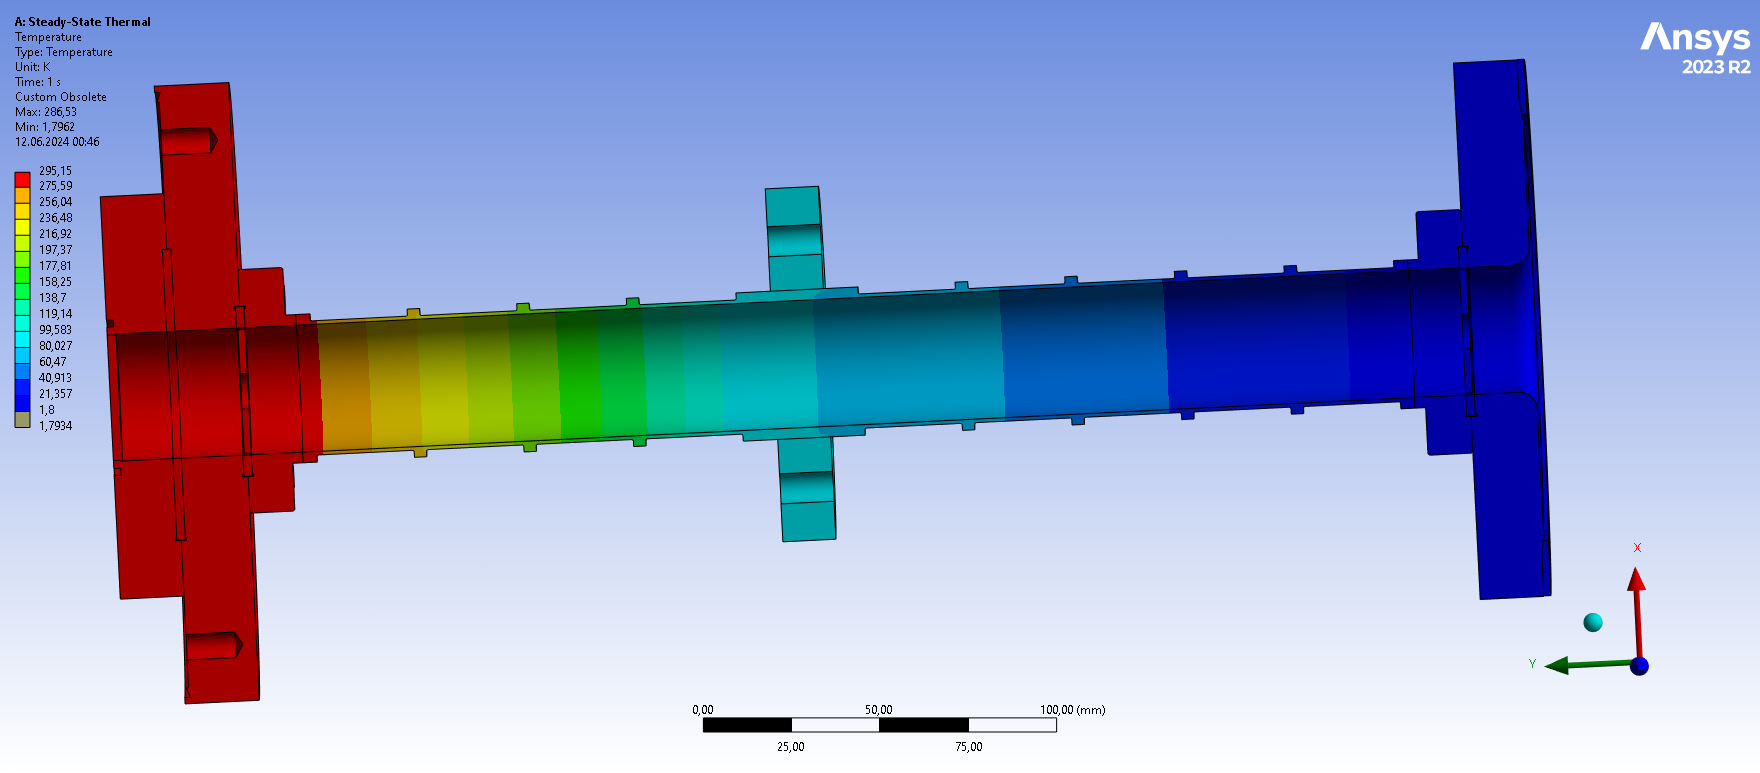 A: Steady-State Thermal
Temperature
Type: Temperature
Unit: K
Time: 1 s
Custom Obsolete
Max: 286,53
Min: 1,7962
12.06.2024 00:46
295,15
275,59
256,04
236,48
216,92
197,37
177,81
158,25
138,7
119,14
99,583
80,027
60,47
40,913
21,357
1,8
1,7934
Ansys
2023 R2
X
Y
0,00 50,00 100,00 (mm)
25,00 75,00